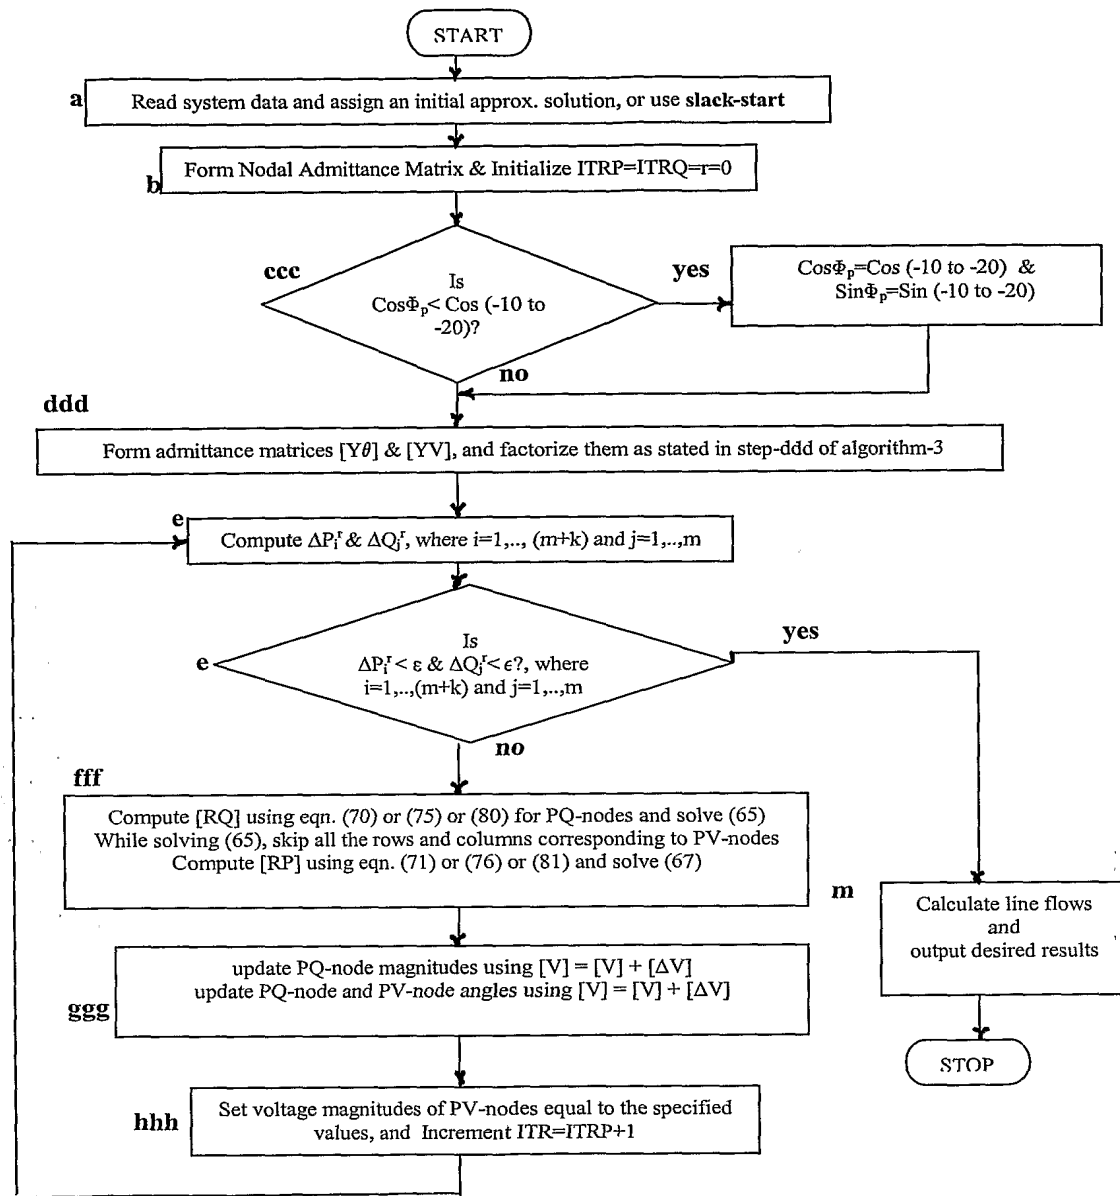 START
a
Read system data and assign an initial approx. solution, or use slack-start
b
Form Nodal Admittance Matrix & Initialize ITRP=ITRQ=r=0
ccc
Is
CosΦp< Cos (-10 to
-20)?
yes
CosΦp=Cos (-10 to -20) &
SinΦp=Sin (-10 to -20)
no
ddd
Form admittance matrices [Yθ] & [YV], and factorize them as stated in step-ddd of algorithm-3
e
Compute ΔPiʳ & ΔQjʳ, where i=1,.., (m+k) and j=1,..,m
e
Is
ΔPiʳ< ε & ΔQjʳ< ϵ?, where
i=1,..,(m+k) and j=1,..,m
yes
no
fff
Compute [RQ] using eqn. (70) or (75) or (80) for PQ-nodes and solve (65)
While solving (65), skip all the rows and columns corresponding to PV-nodes
Compute [RP] using eqn. (71) or (76) or (81) and solve (67)
m
Calculate line flows
and
output desired results
ggg
update PQ-node magnitudes using [V] = [V] + [ΔV]
update PQ-node and PV-node angles using [V] = [V] + [ΔV]
STOP
hhh
Set voltage magnitudes of PV-nodes equal to the specified
values, and Increment ITR=ITRP+1